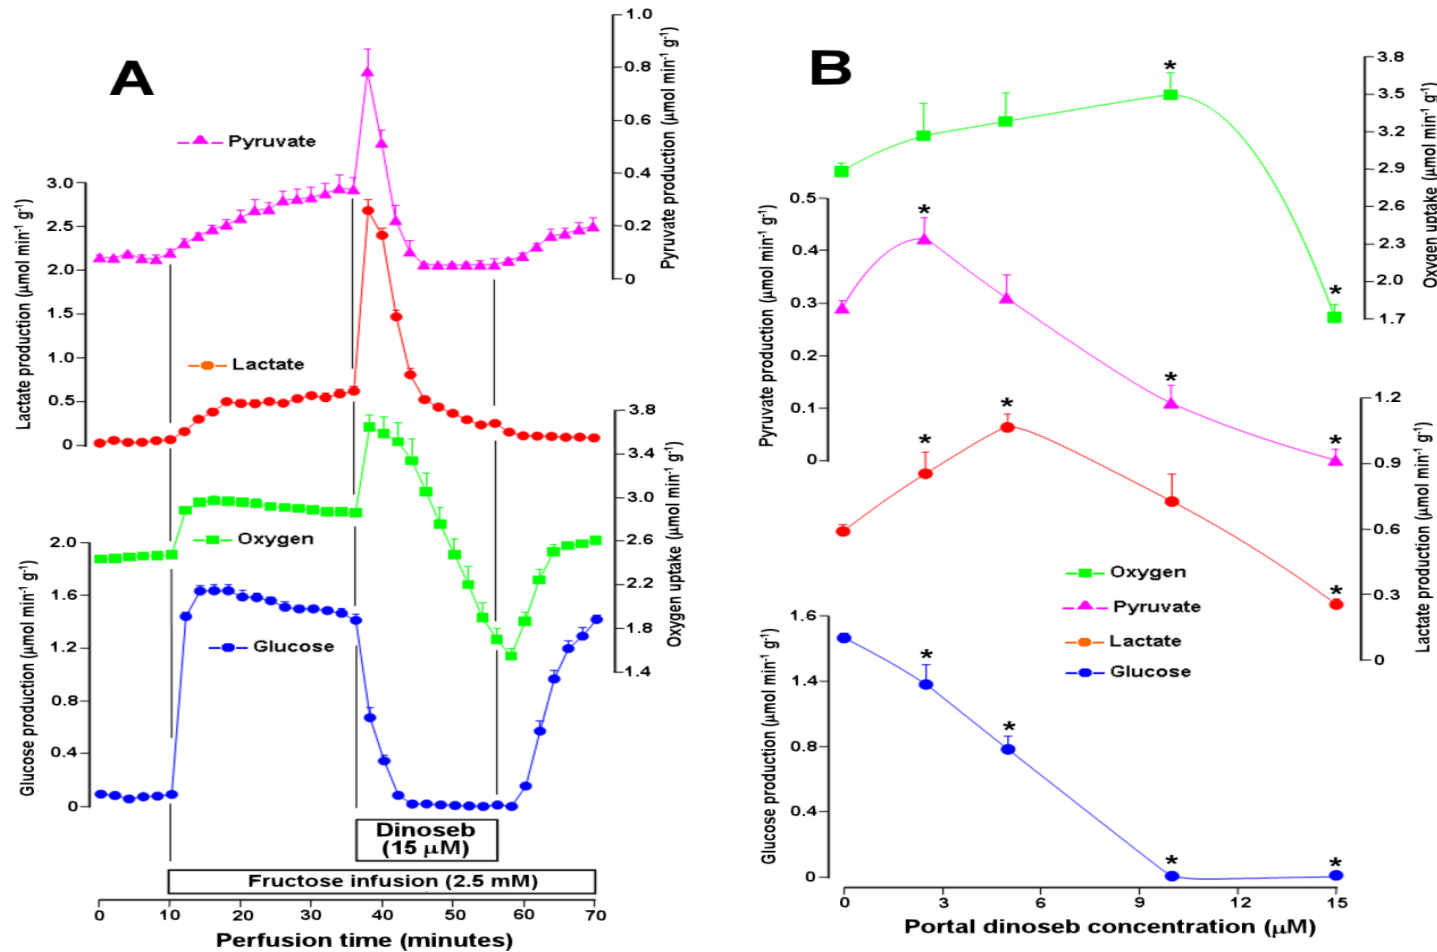 A
Pyruvate
Lactate
Oxygen
Glucose
Lactate production (μmol min⁻¹ g⁻¹)
3.0
2.5
2.0
1.5
1.0
0.5
0
Pyruvate production (μmol min⁻¹ g⁻¹)
1.0
0.8
0.6
0.4
0.2
0
Oxygen uptake (μmol min⁻¹ g⁻¹)
3.8
3.4
3.0
2.6
2.2
1.8
1.4
Glucose production (μmol min⁻¹ g⁻¹)
2.0
1.6
1.2
0.8
0.4
0
Dinoseb
(15 μM)
Fructose infusion (2.5 mM)
0 10 20 30 40 50 60 70
Perfusion time (minutes)
B
Oxygen uptake (μmol min⁻¹ g⁻¹)
3.8
3.5
3.2
2.9
2.6
2.3
2.0
1.7
Pyruvate production (μmol min⁻¹ g⁻¹)
0.5
0.4
0.3
0.2
0.1
0
Lactate production (μmol min⁻¹ g⁻¹)
1.2
0.9
0.6
0.3
0
Oxygen
Pyruvate
Lactate
Glucose
Glucose production (μmol min⁻¹ g⁻¹)
1.6
1.4
0.8
0.4
0
* * * * * * * * * * * * *
0 3 6 9 12 15
Portal dinoseb concentration (μM)